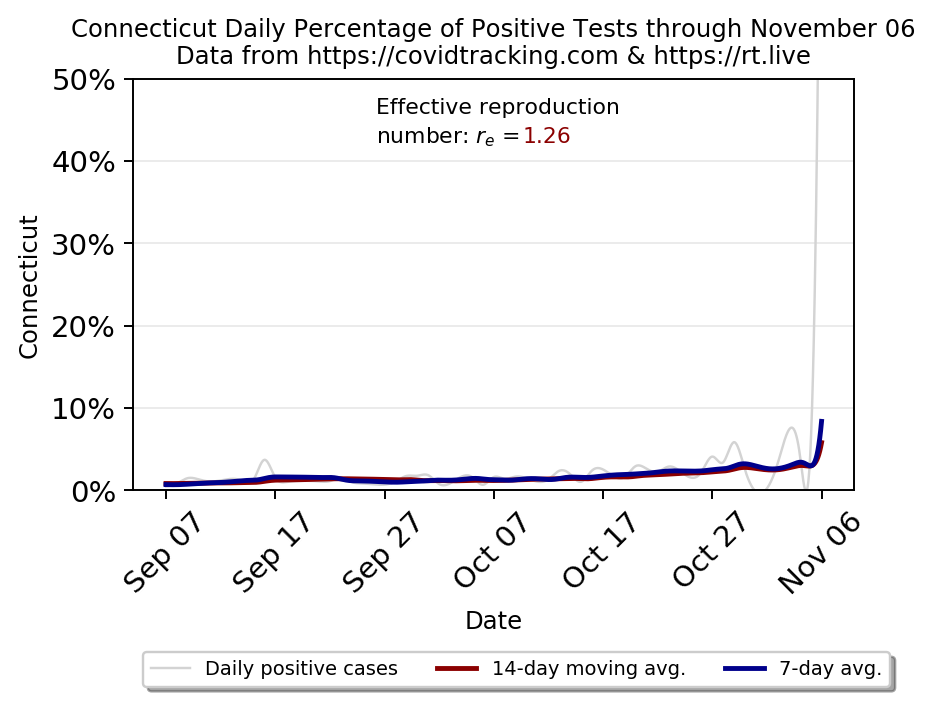 Connecticut Daily Percentage of Positive Tests through November 06
Data from https://covidtracking.com & https://rt.live
50%
40%
30%
20%
10%
0%
Connecticut
Effective reproduction
number: rₑ =1.26
Sep 07
Sep 17
Sep 27
Oct 07
Oct 17
Oct 27
Nov 06
Date
Daily positive cases
14-day moving avg.
7-day avg.